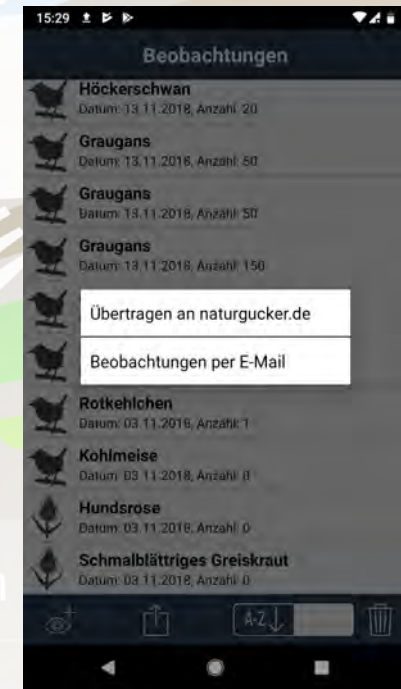 15:29
Beobachtungen
Höckerschwan
Datum: 13.11.2018, Anzahl: 20
Graugans
Datum: 13.11.2018, Anzahl: 50
Graugans
Datum: 13.11.2018, Anzahl: 50
Graugans
Datum: 13.11.2018, Anzahl: 150
Übertragen an naturgucker.de
Beobachtungen per E-Mail
Rotkehlchen
Datum: 03.11.2018, Anzahl: 1
Kohlmeise
Datum: 03.11.2018, Anzahl: 0
Hundsrose
Datum: 03.11.2018, Anzahl: 0
Schmalblättriges Greiskraut
Datum: 03.11.2018, Anzahl: 0
A-Z